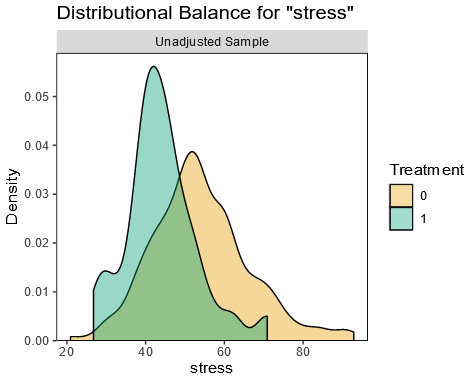 Distributional Balance for "stress"
Unadjusted Sample
0.05
0.04
0.03
0.02
0.01
0.00
Density
20 40 60 80
stress
Treatment
0
1